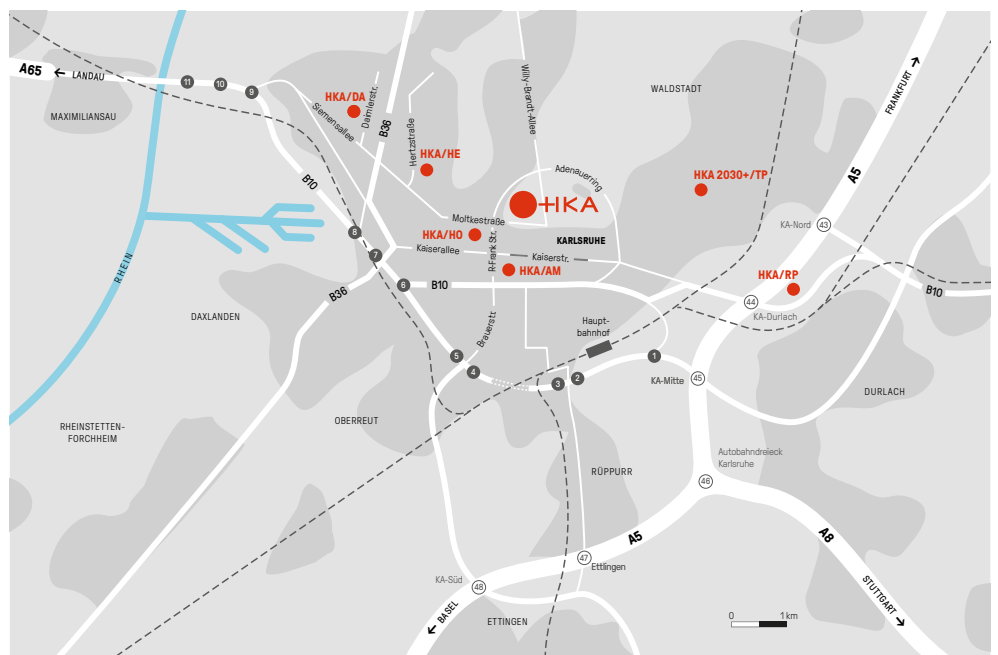 A65
← LANDAU
11
10
9
MAXIMILIANSAU
HKA/DA
Siemensallee
Daimlerstr.
B36
Hertzstraße
HKA/HE
Willy-Brandt-Allee
Adenauerring
WALDSTADT
HKA 2030+/TP
FRANKFURT →
A5
KA-Nord
43
B10
HKA
Moltkestraße
HKA/HO
R-Frank Str.
KARLSRUHE
Kaiserallee
Kaiserstr.
HKA/AM
HKA/RP
8
7
6
B10
B10
44
KA-Durlach
RHEIN
B36
DAXLANDEN
Brauerstr.
Haupt-
bahnhof
5
4
3
2
1
KA-Mitte
45
DURLACH
RHEINSTETTEN-
FORCHHEIM
OBERREUT
RÜPPURR
Autobahndreieck
Karlsruhe
46
A5
A8
47
Ettlingen
KA-Süd
48
← BASEL
ETTINGEN
STUTTGART →
0 1 km